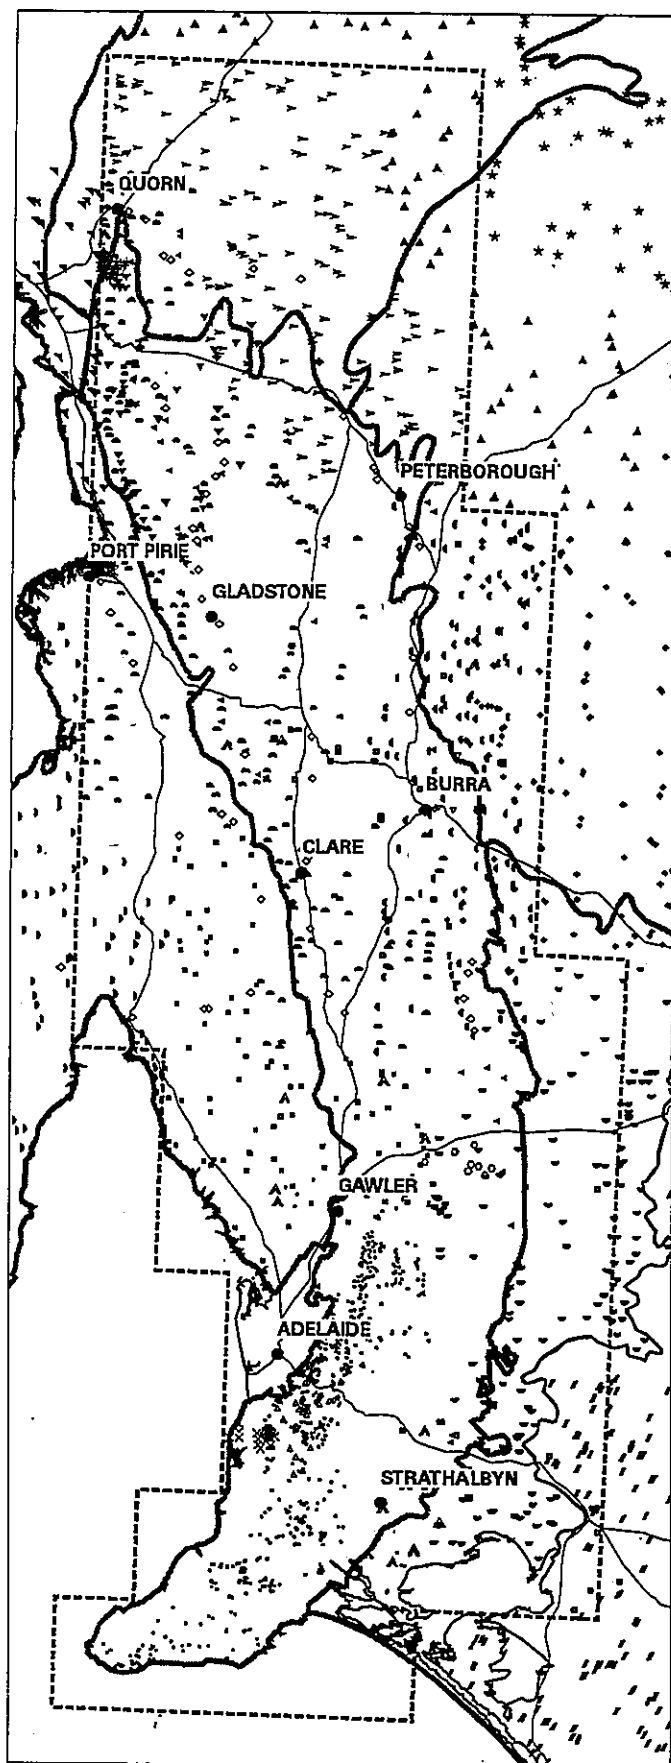 QUORN
PETERBOROUGH
PORT PIRIE
GLADSTONE
BURRA
CLARE
GAWLER
ADELAIDE
STRATHALBYN